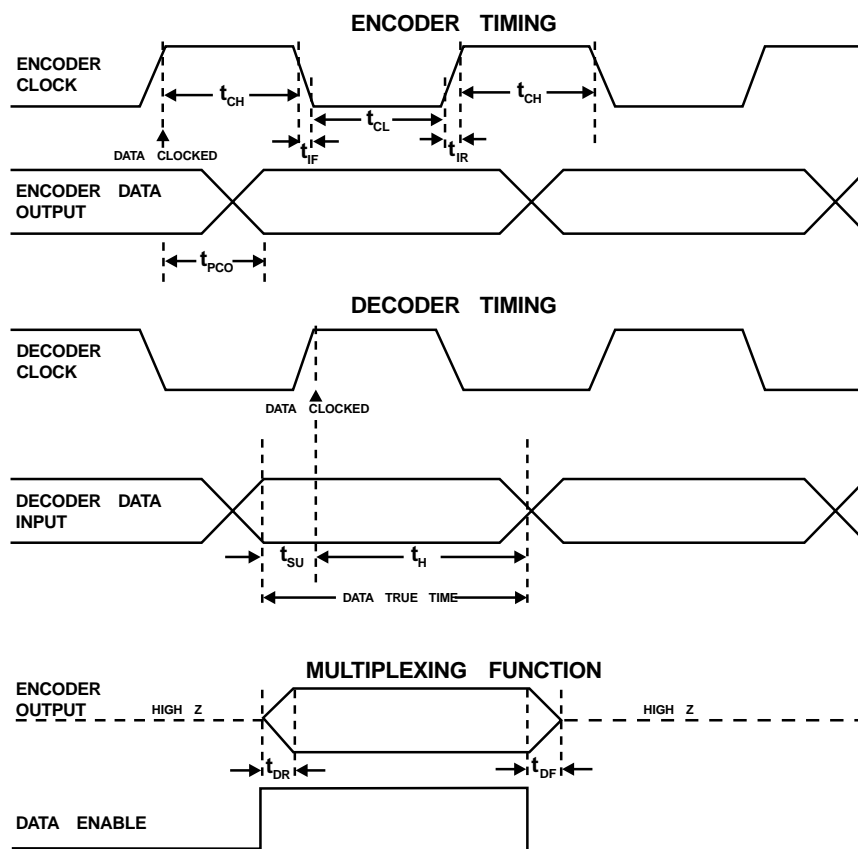 ENCODER TIMING
ENCODER
CLOCK
tCH
tCL
tCH
tIF
tIR
DATA CLOCKED
ENCODER DATA
OUTPUT
tPCO
DECODER TIMING
DECODER
CLOCK
DATA CLOCKED
DECODER DATA
INPUT
tSU
tH
DATA TRUE TIME
MULTIPLEXING FUNCTION
ENCODER
OUTPUT
HIGH Z
HIGH Z
tDR
tDF
DATA ENABLE